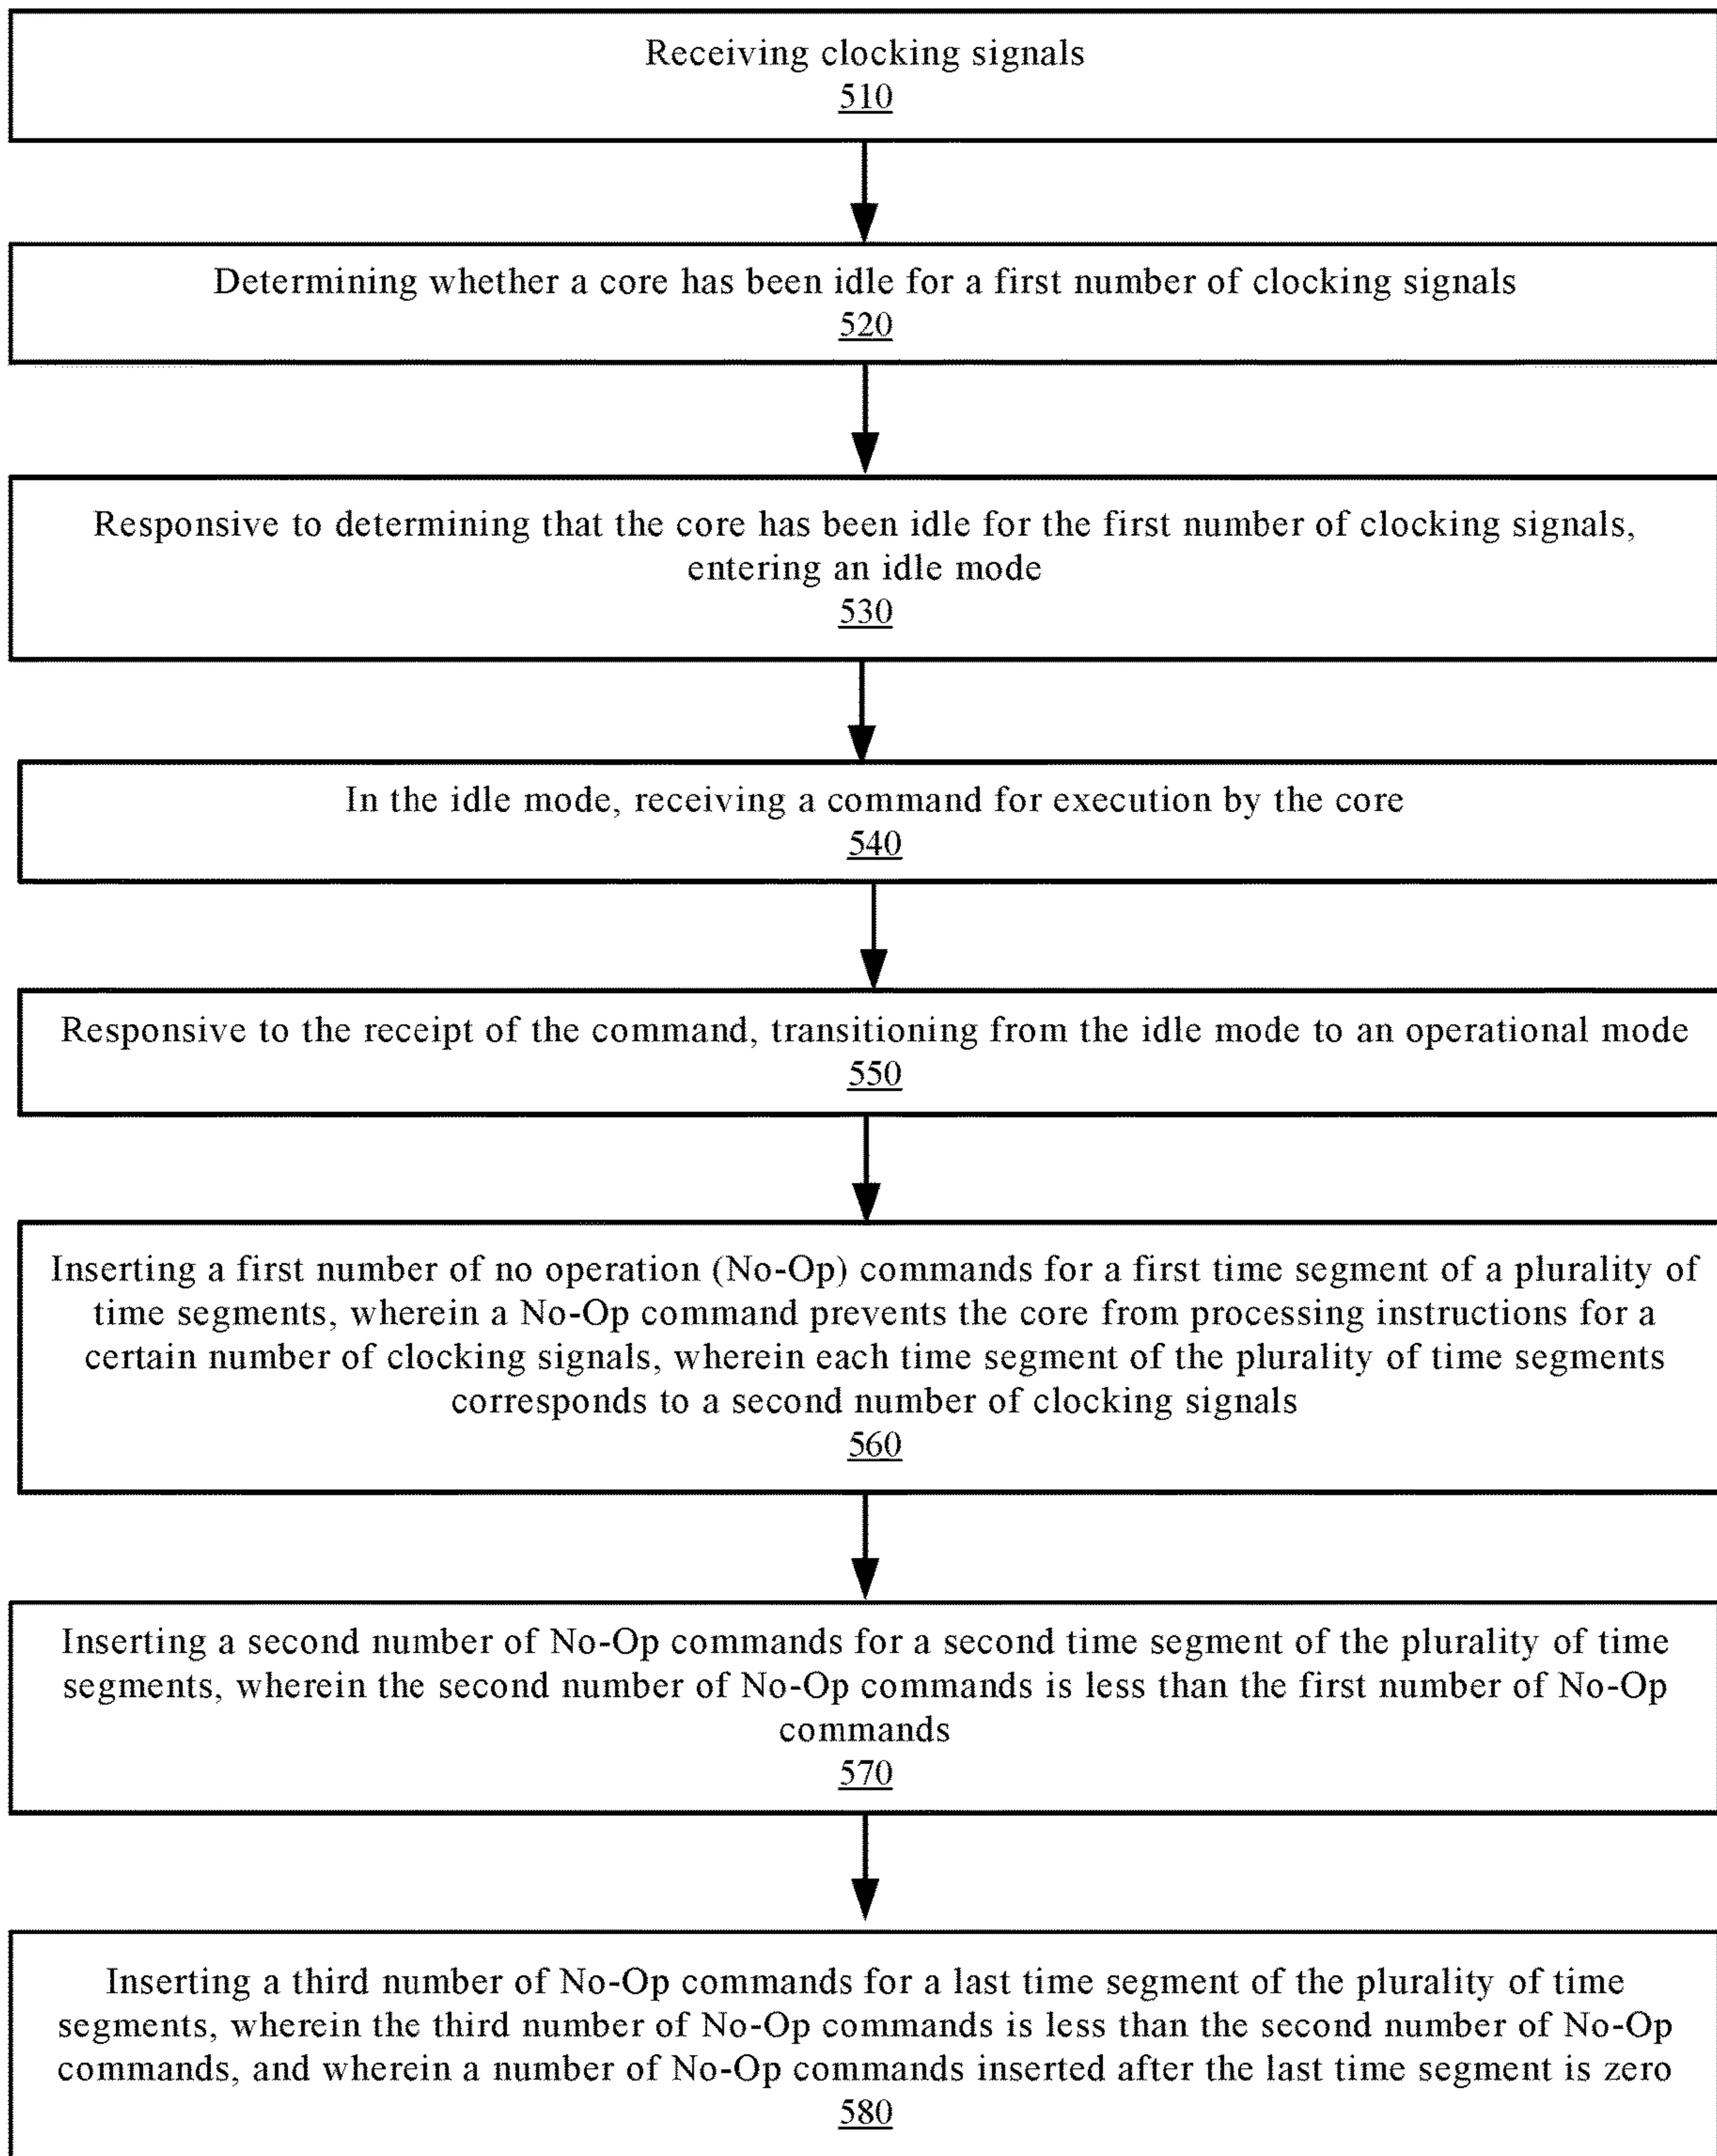 Receiving clocking signals
510
Determining whether a core has been idle for a first number of clocking signals
520
Responsive to determining that the core has been idle for the first number of clocking signals,
entering an idle mode
530
In the idle mode, receiving a command for execution by the core
540
Responsive to the receipt of the command, transitioning from the idle mode to an operational mode
550
Inserting a first number of no operation (No-Op) commands for a first time segment of a plurality of
time segments, wherein a No-Op command prevents the core from processing instructions for a
certain number of clocking signals, wherein each time segment of the plurality of time segments
corresponds to a second number of clocking signals
560
Inserting a second number of No-Op commands for a second time segment of the plurality of time
segments, wherein the second number of No-Op commands is less than the first number of No-Op
commands
570
Inserting a third number of No-Op commands for a last time segment of the plurality of time
segments, wherein the third number of No-Op commands is less than the second number of No-Op
commands, and wherein a number of No-Op commands inserted after the last time segment is zero
580